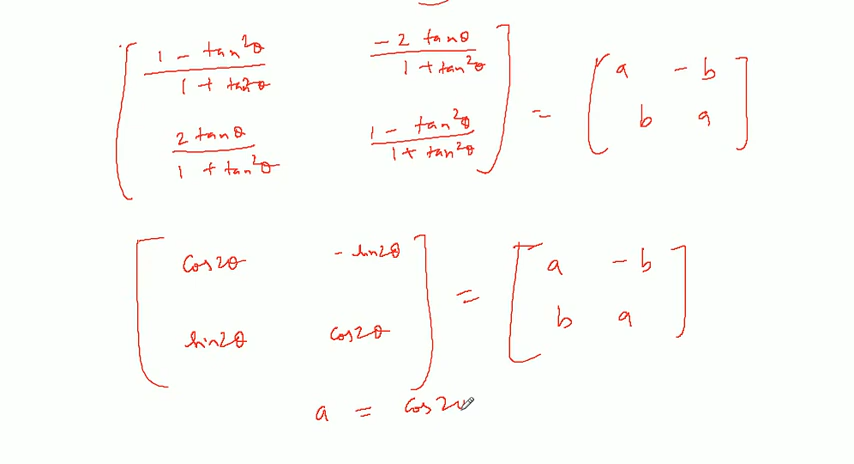 1 - tan²θ / 1 + tan²θ    -2 tanθ / 1 + tan²θ    =    a    -b
2 tanθ / 1 + tan²θ    1 - tan²θ / 1 + tan²θ    b    a
cos2θ    -sin2θ    =    a    -b
sin2θ    cos2θ    b    a
a = cos2